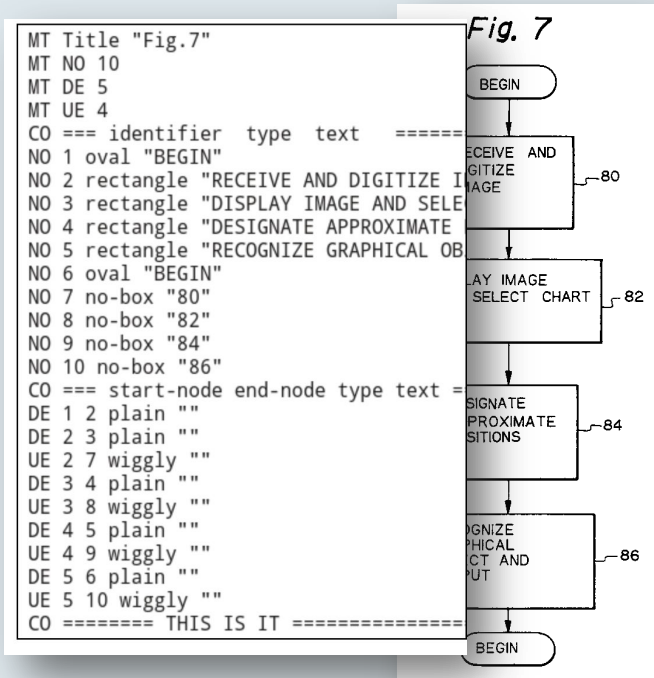 MT Title "Fig.7"
MT NO 10
MT DE 5
MT UE 4
CO === identifier type text ======
NO 1 oval "BEGIN"
NO 2 rectangle "RECEIVE AND DIGITIZE I
NO 3 rectangle "DISPLAY IMAGE AND SELE
NO 4 rectangle "DESIGNATE APPROXIMATE
NO 5 rectangle "RECOGNIZE GRAPHICAL OB
NO 6 oval "BEGIN"
NO 7 no-box "80"
NO 8 no-box "82"
NO 9 no-box "84"
NO 10 no-box "86"
CO === start-node end-node type text =
DE 1 2 plain ""
DE 2 3 plain ""
UE 2 7 wiggly ""
DE 3 4 plain ""
UE 3 8 wiggly ""
DE 4 5 plain ""
UE 4 9 wiggly ""
DE 5 6 plain ""
UE 5 10 wiggly ""
CO ======== THIS IS IT ===============
Fig. 7
BEGIN
ECEIVE AND
GITIZE
MAGE
80
LAY IMAGE
SELECT CHART
82
SIGNATE
PROXIMATE
SITIONS
84
OGNIZE
PHICAL
CT AND
PUT
86
BEGIN